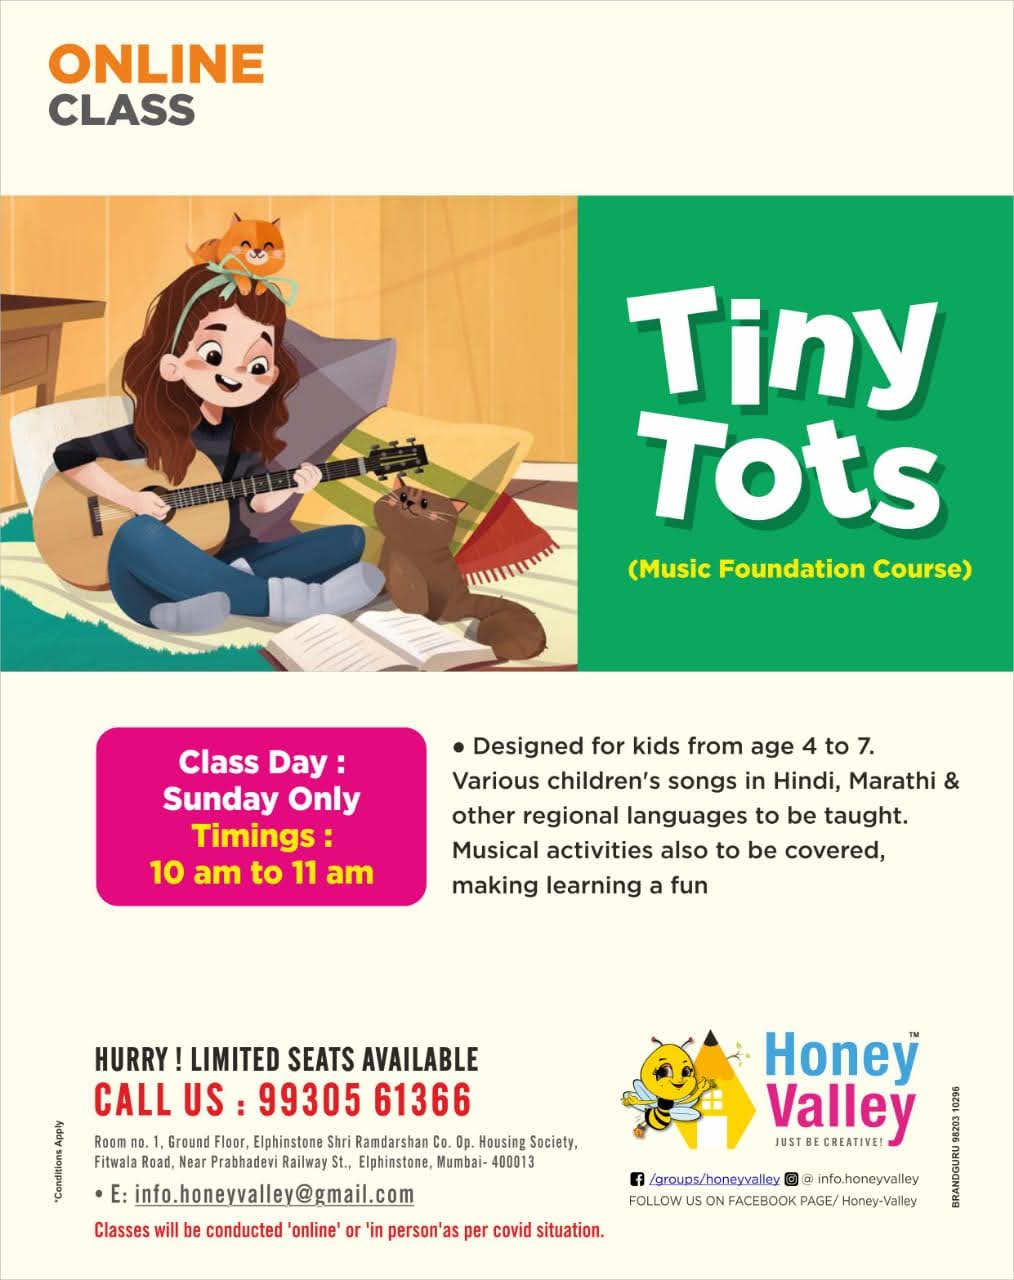 ONLINE
CLASS
Tiny
Tots
(Music Foundation Course)
Class Day :
Sunday Only
Timings :
10 am to 11 am
• Designed for kids from age 4 to 7.
Various children's songs in Hindi, Marathi &
other regional languages to be taught.
Musical activities also to be covered,
making learning a fun
HURRY ! LIMITED SEATS AVAILABLE
CALL US : 99305 61366
Room no. 1, Ground Floor, Elphinstone Shri Ramdarshan Co. Op. Housing Society,
Fitwala Road, Near Prabhadevi Railway St., Elphinstone, Mumbai- 400013
• E: info.honeyvalley@gmail.com
Classes will be conducted 'online' or 'in person'as per covid situation.
*Conditions Apply
Honey™
Valley
JUST BE CREATIVE!
/groups/honeyvalley @ info.honeyvalley
FOLLOW US ON FACEBOOK PAGE/ Honey-Valley
BRANDGURU 98203 10296